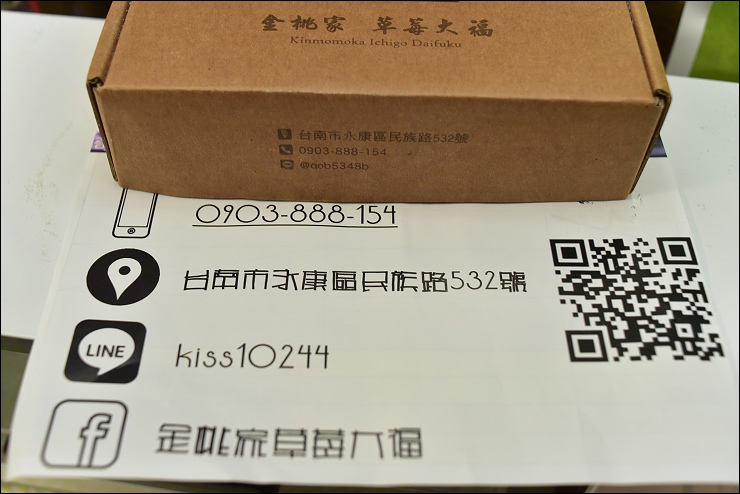 金桃家 草莓大福
Kinmomoka Ichigo Daifuku
台南市永康區民族路532號
0903-888-154
@aob5348b
0903-888-154
台南市永康區民族路532號
LINE
kiss10244
f
金桃家草莓大福